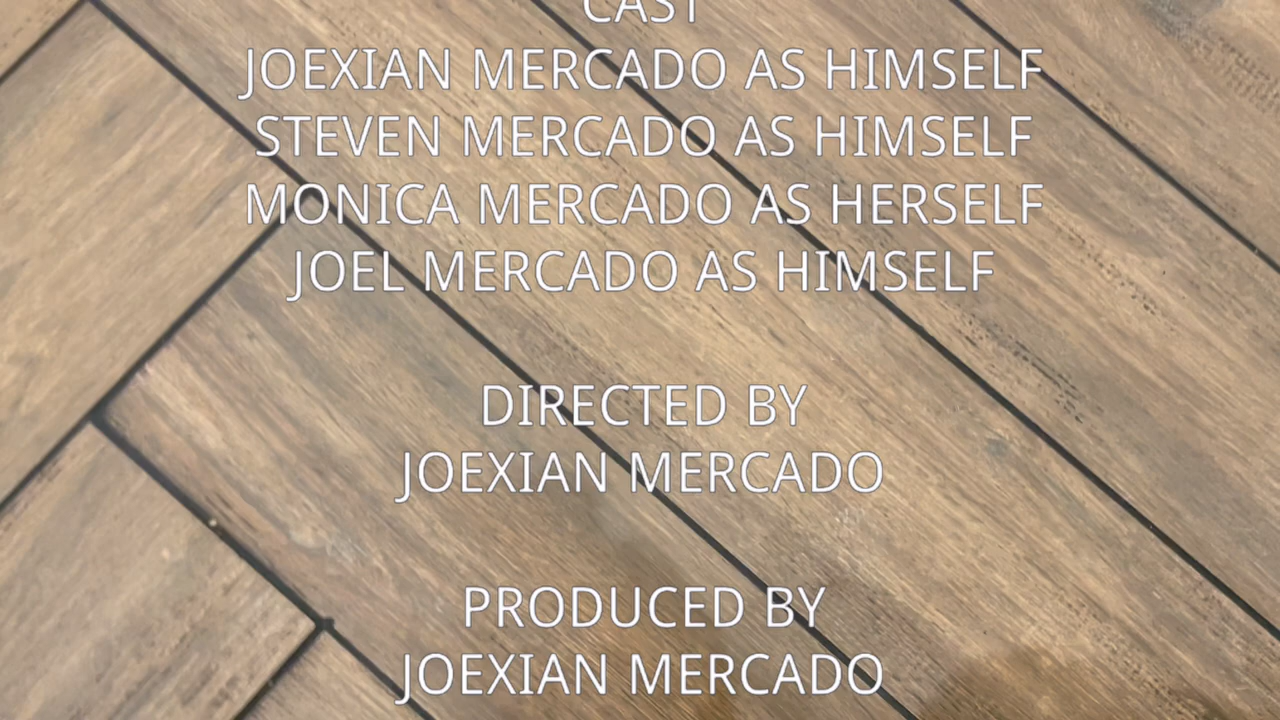 CAST
JOEXIAN MERCADO AS HIMSELF
STEVEN MERCADO AS HIMSELF
MONICA MERCADO AS HERSELF
JOEL MERCADO AS HIMSELF
DIRECTED BY
JOEXIAN MERCADO
PRODUCED BY
JOEXIAN MERCADO